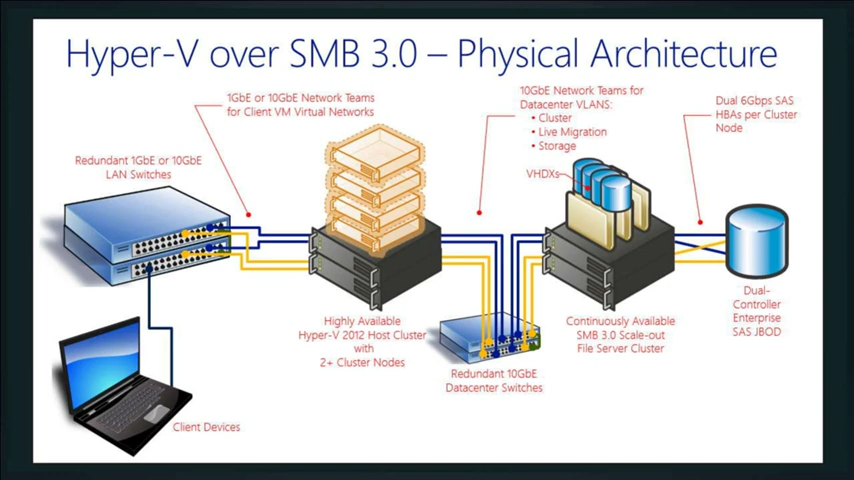 Hyper-V over SMB 3.0 – Physical Architecture
1GbE or 10GbE Network Teams
for Client VM Virtual Networks
10GbE Network Teams for
Datacenter VLANS:
• Cluster
• Live Migration
• Storage
Dual 6Gbps SAS
HBAs per Cluster
Node
Redundant 1GbE or 10GbE
LAN Switches
VHDXs
Highly Available
Hyper-V 2012 Host Cluster
with
2+ Cluster Nodes
Continuously Available
SMB 3.0 Scale-out
File Server Cluster
Dual-
Controller
Enterprise
SAS JBOD
Redundant 10GbE
Datacenter Switches
Client Devices